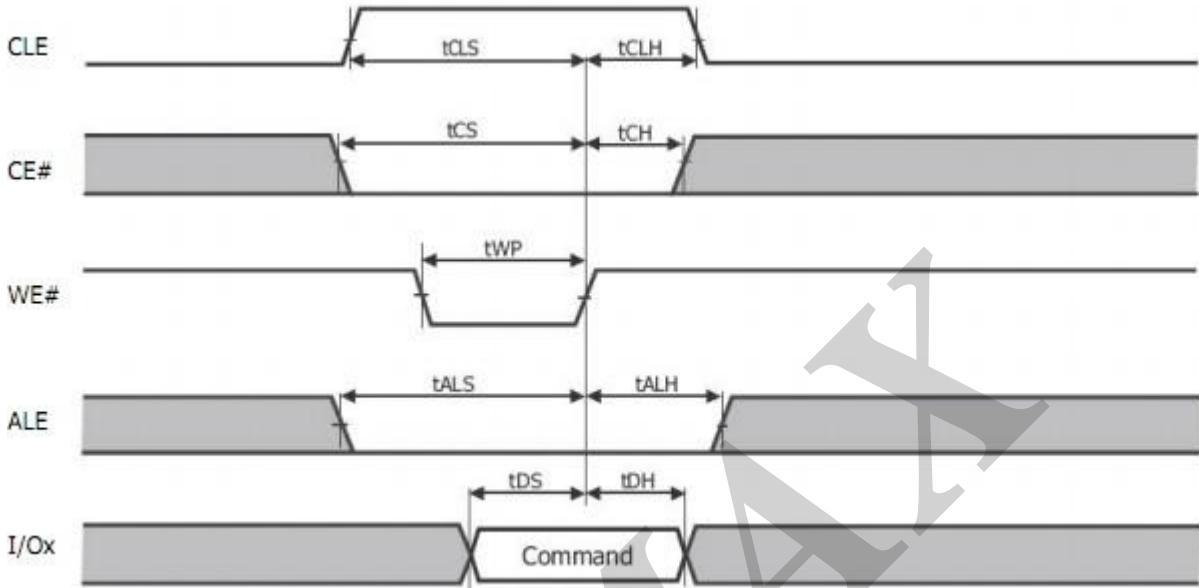 CLE
tCLS
tCLH
CE#
tCS
tCH
WE#
tWP
ALE
tALS
tALH
I/Ox
tDS
tDH
Command